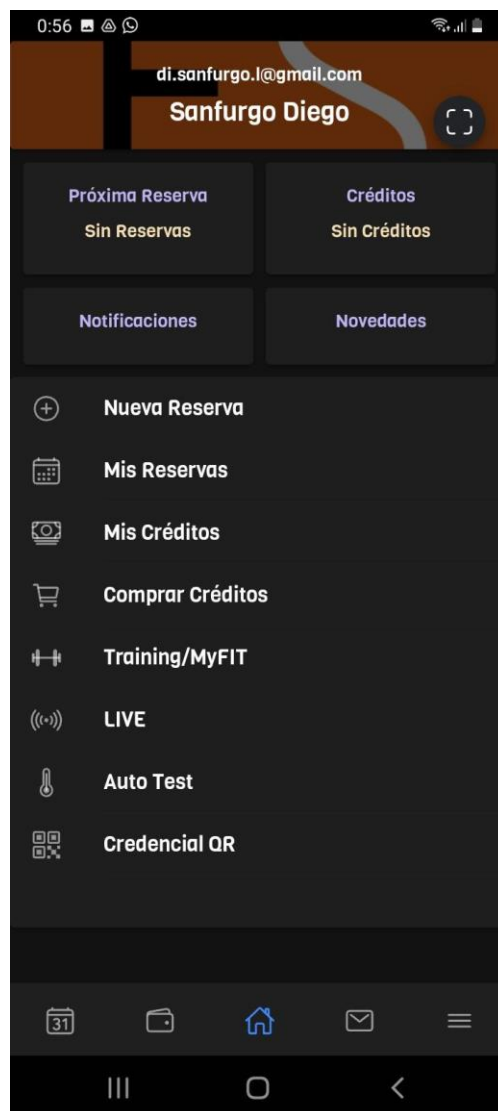 0:56
di.sanfurgo.l@gmail.com
Sanfurgo Diego
Próxima Reserva
Sin Reservas
Créditos
Sin Créditos
Notificaciones
Novedades
Nueva Reserva
Mis Reservas
Mis Créditos
Comprar Créditos
Training/MyFIT
LIVE
Auto Test
Credencial QR
31